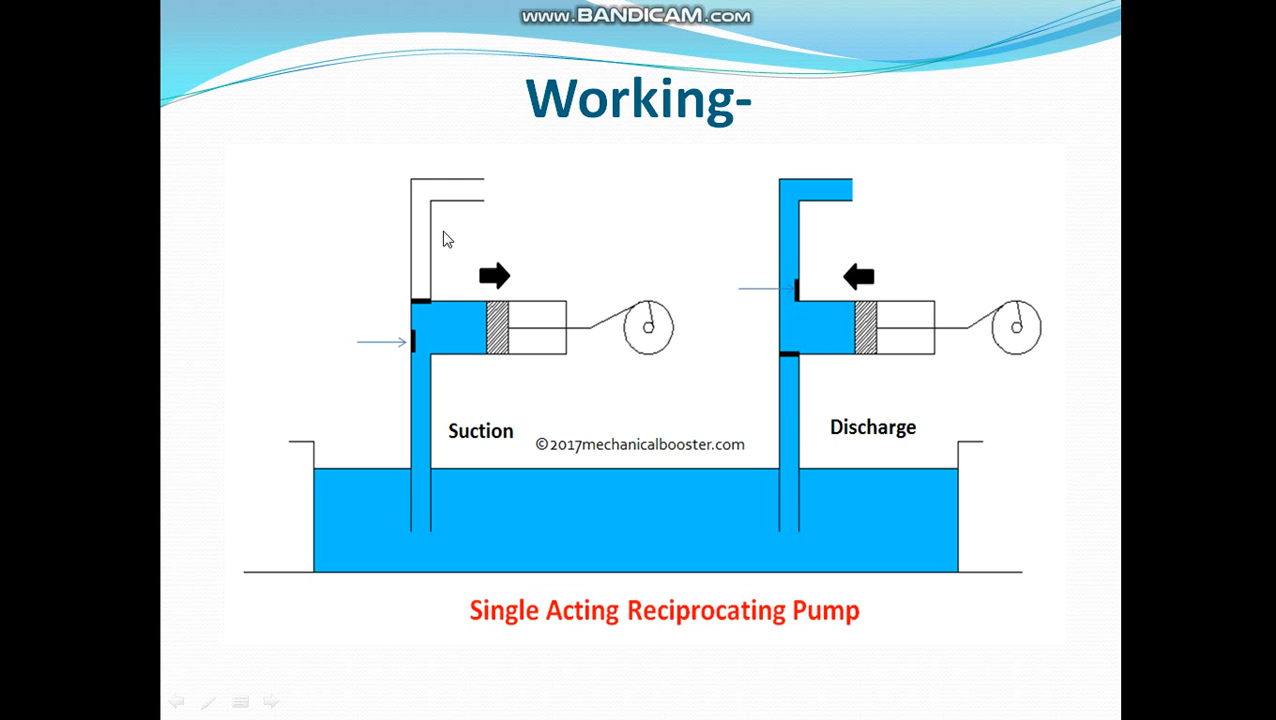 WWW.BANDICAM.COM
Working-
Suction
Discharge
©2017mechanicalbooster.com
Single Acting Reciprocating Pump